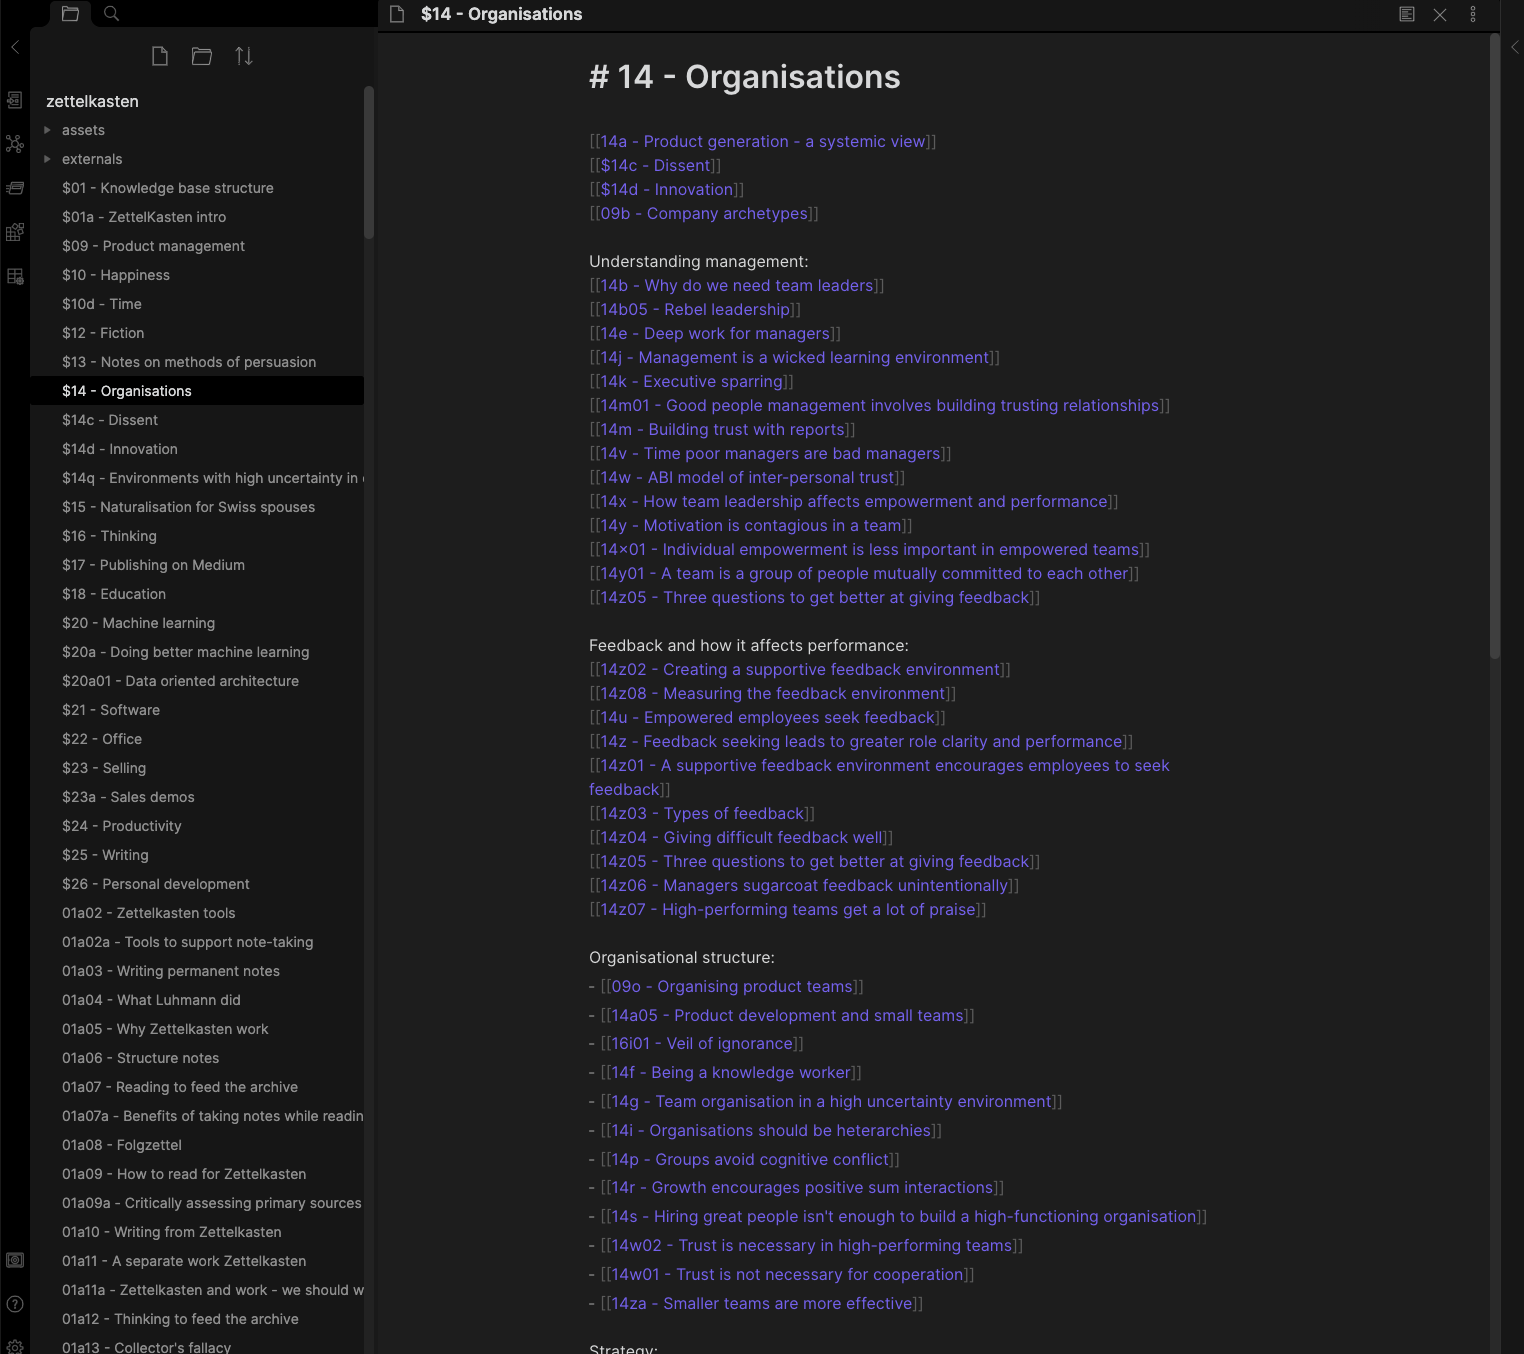 $14 - Organisations
zettelkasten
assets
externals
$01 - Knowledge base structure
$01a - ZettelKasten intro
$09 - Product management
$10 - Happiness
$10d - Time
$12 - Fiction
$13 - Notes on methods of persuasion
$14 - Organisations
$14c - Dissent
$14d - Innovation
$14q - Environments with high uncertainty in
$15 - Naturalisation for Swiss spouses
$16 - Thinking
$17 - Publishing on Medium
$18 - Education
$20 - Machine learning
$20a - Doing better machine learning
$20a01 - Data oriented architecture
$21 - Software
$22 - Office
$23 - Selling
$23a - Sales demos
$24 - Productivity
$25 - Writing
$26 - Personal development
01a02 - Zettelkasten tools
01a02a - Tools to support note-taking
01a03 - Writing permanent notes
01a04 - What Luhmann did
01a05 - Why Zettelkasten work
01a06 - Structure notes
01a07 - Reading to feed the archive
01a07a - Benefits of taking notes while readin
01a08 - Folgzettel
01a09 - How to read for Zettelkasten
01a09a - Critically assessing primary sources
01a10 - Writing from Zettelkasten
01a11 - A separate work Zettelkasten
01a11a - Zettelkasten and work - we should w
01a12 - Thinking to feed the archive
01a13 - Collector's fallacy
# 14 - Organisations
[[14a - Product generation - a systemic view]]
[[$14c - Dissent]]
[[$14d - Innovation]]
[[09b - Company archetypes]]
Understanding management:
[[14b - Why do we need team leaders]]
[[14b05 - Rebel leadership]]
[[14e - Deep work for managers]]
[[14j - Management is a wicked learning environment]]
[[14k - Executive sparring]]
[[14m01 - Good people management involves building trusting relationships]]
[[14m - Building trust with reports]]
[[14v - Time poor managers are bad managers]]
[[14w - ABI model of inter-personal trust]]
[[14x - How team leadership affects empowerment and performance]]
[[14y - Motivation is contagious in a team]]
[[14×01 - Individual empowerment is less important in empowered teams]]
[[14y01 - A team is a group of people mutually committed to each other]]
[[14z05 - Three questions to get better at giving feedback]]
Feedback and how it affects performance:
[[14z02 - Creating a supportive feedback environment]]
[[14z08 - Measuring the feedback environment]]
[[14u - Empowered employees seek feedback]]
[[14z - Feedback seeking leads to greater role clarity and performance]]
[[14z01 - A supportive feedback environment encourages employees to seek
feedback]]
[[14z03 - Types of feedback]]
[[14z04 - Giving difficult feedback well]]
[[14z05 - Three questions to get better at giving feedback]]
[[14z06 - Managers sugarcoat feedback unintentionally]]
[[14z07 - High-performing teams get a lot of praise]]
Organisational structure:
- [[09o - Organising product teams]]
- [[14a05 - Product development and small teams]]
- [[16i01 - Veil of ignorance]]
- [[14f - Being a knowledge worker]]
- [[14g - Team organisation in a high uncertainty environment]]
- [[14i - Organisations should be heterarchies]]
- [[14p - Groups avoid cognitive conflict]]
- [[14r - Growth encourages positive sum interactions]]
- [[14s - Hiring great people isn't enough to build a high-functioning organisation]]
- [[14w02 - Trust is necessary in high-performing teams]]
- [[14w01 - Trust is not necessary for cooperation]]
- [[14za - Smaller teams are more effective]]
Strategy: